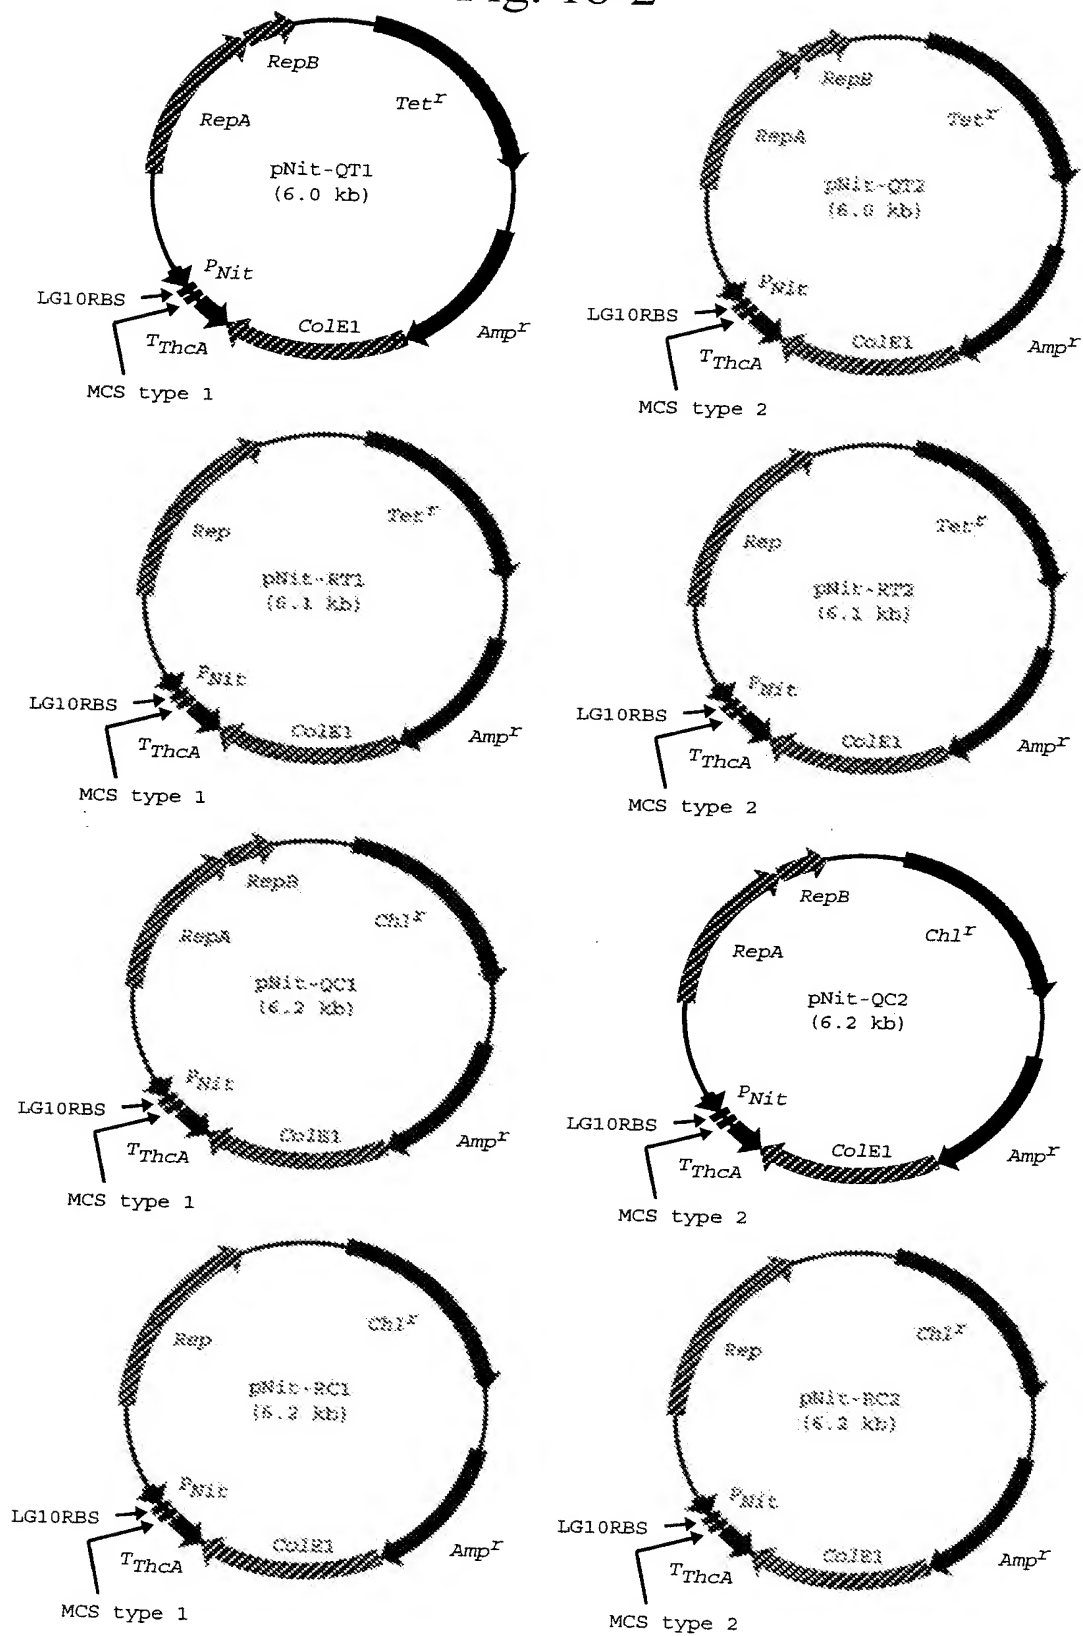 RepB
RepA
Tet^r
pNit-QT1
(6.0 kb)
P_Nit
LG10RBS
ColE1
Amp^r
T_ThcA
MCS type 1
RepB
RepA
Tet^r
pNit-QT2
(6.0 kb)
P_Nit
LG10RBS
ColE1
Amp^r
T_ThcA
MCS type 2
Rep
Tet^r
pNit-RT1
(6.1 kb)
P_Nit
LG10RBS
ColE1
Amp^r
T_ThcA
MCS type 1
Rep
Tet^r
pNit-RT2
(6.1 kb)
P_Nit
LG10RBS
ColE1
Amp^r
T_ThcA
MCS type 2
RepB
RepA
Chl^r
pNit-QC1
(6.2 kb)
P_Nit
LG10RBS
ColE1
Amp^r
T_ThcA
MCS type 1
RepB
RepA
Chl^r
pNit-QC2
(6.2 kb)
P_Nit
LG10RBS
ColE1
Amp^r
T_ThcA
MCS type 2
Rep
Chl^r
pNit-RC1
(6.2 kb)
P_Nit
LG10RBS
ColE1
Amp^r
T_ThcA
MCS type 1
Rep
Chl^r
pNit-RC2
(6.2 kb)
P_Nit
LG10RBS
ColE1
Amp^r
T_ThcA
MCS type 2